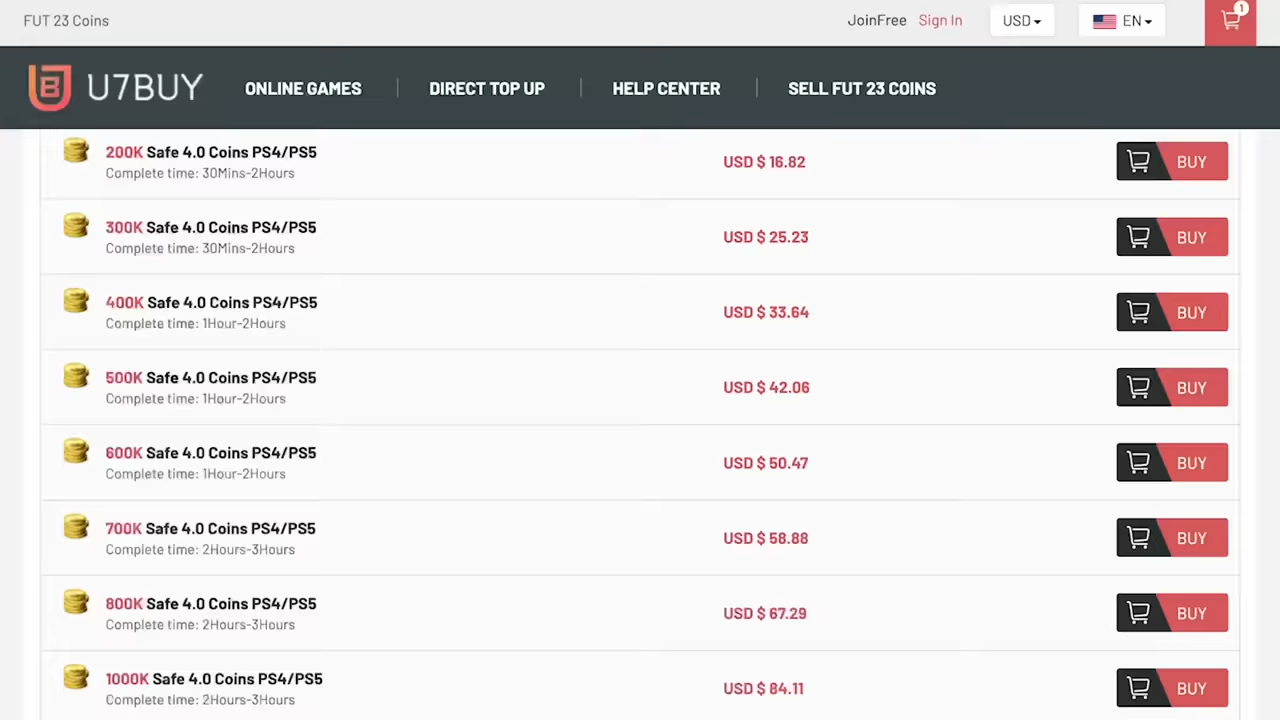 FUT 23 Coins
JoinFree Sign In USD EN 1
U7BUY ONLINE GAMES DIRECT TOP UP HELP CENTER SELL FUT 23 COINS
200K Safe 4.0 Coins PS4/PS5
Complete time: 30Mins-2Hours
USD $ 16.82
BUY
300K Safe 4.0 Coins PS4/PS5
Complete time: 30Mins-2Hours
USD $ 25.23
BUY
400K Safe 4.0 Coins PS4/PS5
Complete time: 1Hour-2Hours
USD $ 33.64
BUY
500K Safe 4.0 Coins PS4/PS5
Complete time: 1Hour-2Hours
USD $ 42.06
BUY
600K Safe 4.0 Coins PS4/PS5
Complete time: 1Hour-2Hours
USD $ 50.47
BUY
700K Safe 4.0 Coins PS4/PS5
Complete time: 2Hours-3Hours
USD $ 58.88
BUY
800K Safe 4.0 Coins PS4/PS5
Complete time: 2Hours-3Hours
USD $ 67.29
BUY
1000K Safe 4.0 Coins PS4/PS5
Complete time: 2Hours-3Hours
USD $ 84.11
BUY